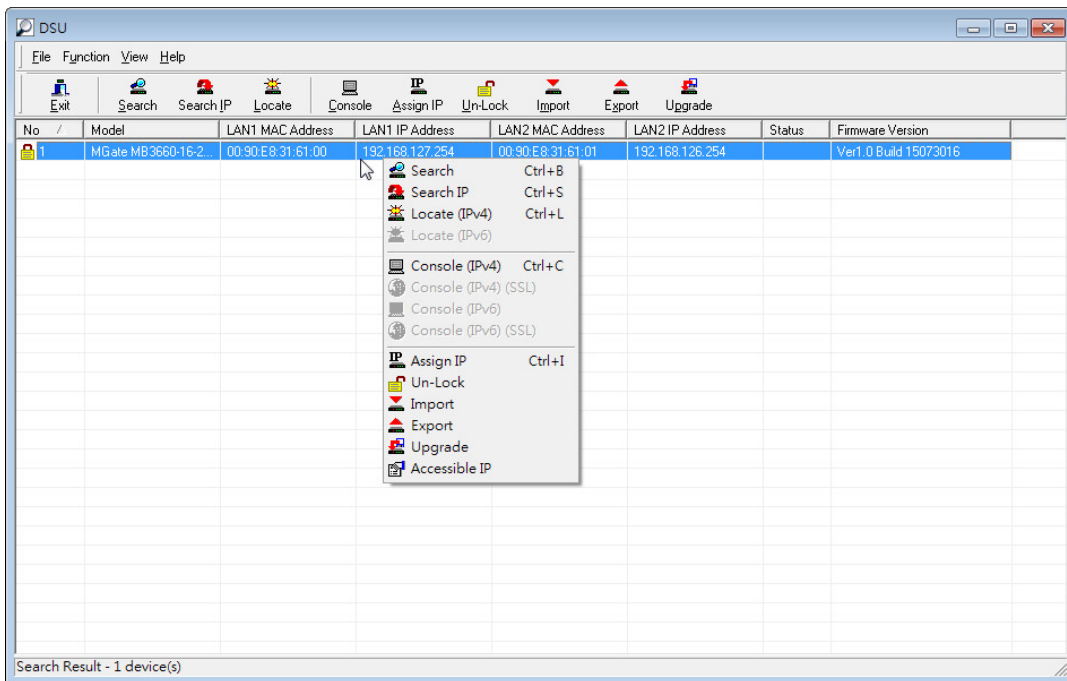 DSU
File Function View Help
IP
Exit Search Search IP Locate Console Assign IP Un-Lock Import Export Upgrade
No / Model LAN1 MAC Address LAN1 IP Address LAN2 MAC Address LAN2 IP Address Status Firmware Version
1 MGate MB3660-16-2... 00:90:E8:31:61:00 192.168.127.254 00:90:E8:31:61:01 192.168.126.254 Ver1.0 Build 15073016
Search Ctrl+B
Search IP Ctrl+S
Locate (IPv4) Ctrl+L
Locate (IPv6)
Console (IPv4) Ctrl+C
Console (IPv4) (SSL)
Console (IPv6)
Console (IPv6) (SSL)
IP Assign IP Ctrl+I
Un-Lock
Import
Export
Upgrade
Accessible IP
Search Result - 1 device(s)